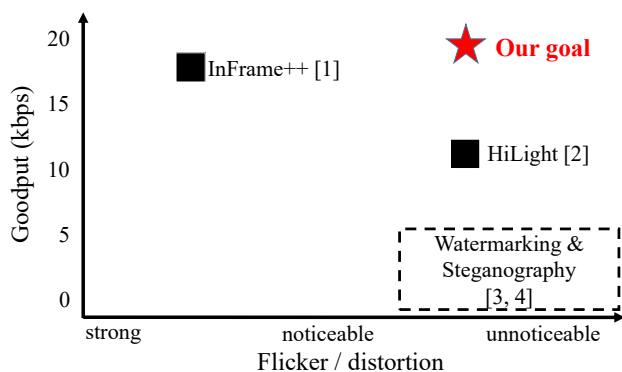 20
Our goal
InFrame++ [1]
15
HiLight [2]
10
Goodput (kbps)
5
Watermarking &
Steganography
[3, 4]
0
strong
noticeable
unnoticeable
Flicker / distortion